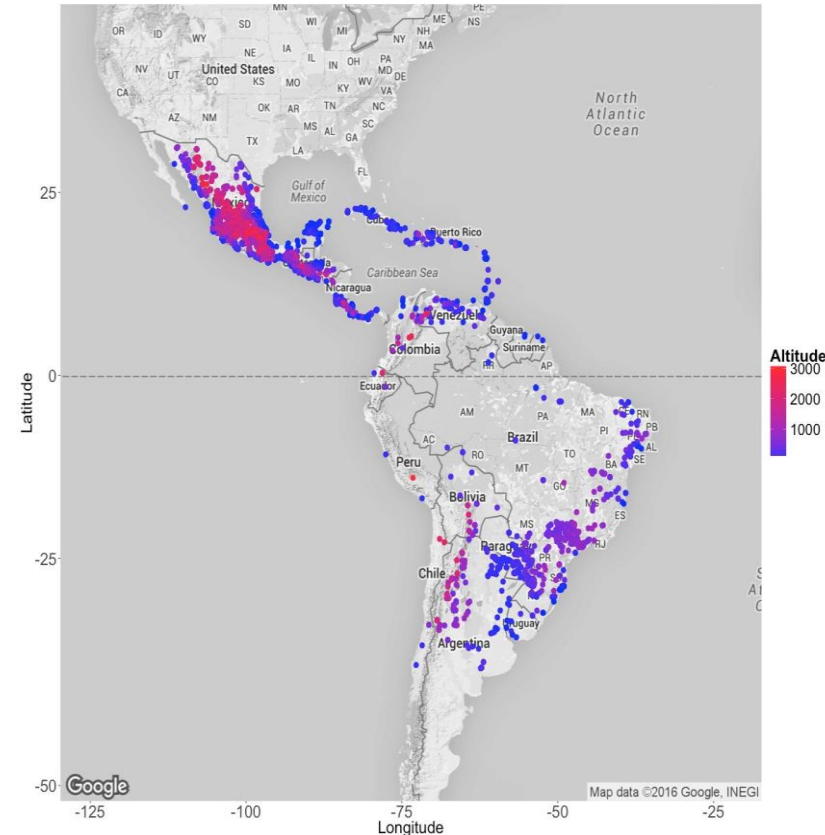 MN
PE
OR
ID
SD
WI
MI
ME
NS
WY
NY
NH
MA
NE
IA
IL
IN
OH
PA
NV
UT
United States
MD
DE
CO
KS
MO
WV
VA
CA
KY
OK
AR
TN
NC
AZ
NM
SC
MS
AL
GA
TX
LA
FL
North
Atlantic
Ocean
25
Gulf of
Mexico
Mexico
Cuba
Puerto Rico
Caribbean Sea
Nicaragua
Venezuela
Guyana
Suriname
Colombia
RR
AP
0
Ecuador
AM
PA
MA
CE
RN
PB
PI
PE
AL
AC
Brazil
TO
SE
RO
BA
Peru
MT
GO
Bolivia
MG
MS
ES
Paraguay
RJ
PR
-25
Chile
SC
Uruguay
Argentina
-50
Google
Map data ©2016 Google, INEGI
-125
-100
-75
-50
-25
Longitude
Latitude
Altitude
3000
2000
1000